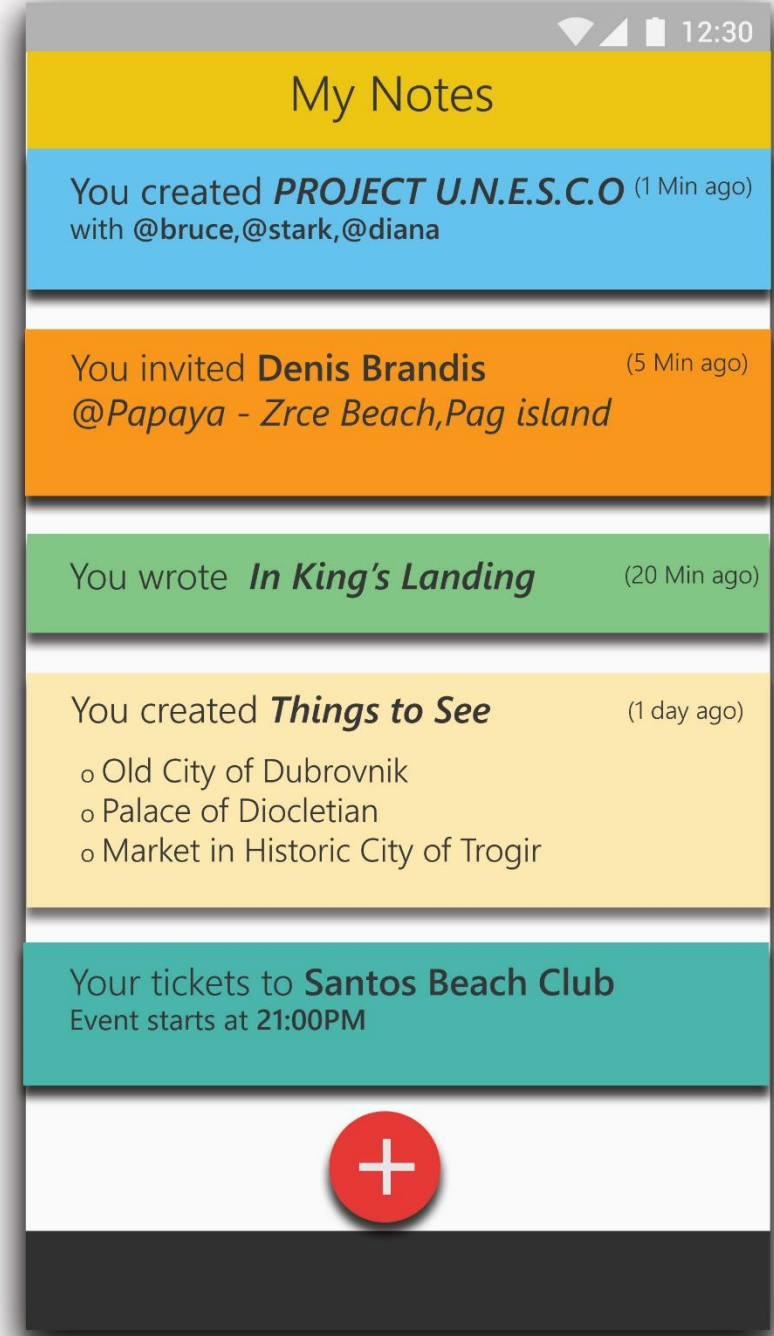 12:30
My Notes
You created PROJECT U.N.E.S.C.O (1 Min ago)
with @bruce,@stark,@diana
You invited Denis Brandis (5 Min ago)
@Papaya - Zrce Beach,Pag island
You wrote In King's Landing (20 Min ago)
You created Things to See (1 day ago)
o Old City of Dubrovnik
o Palace of Diocletian
o Market in Historic City of Trogir
Your tickets to Santos Beach Club
Event starts at 21:00PM